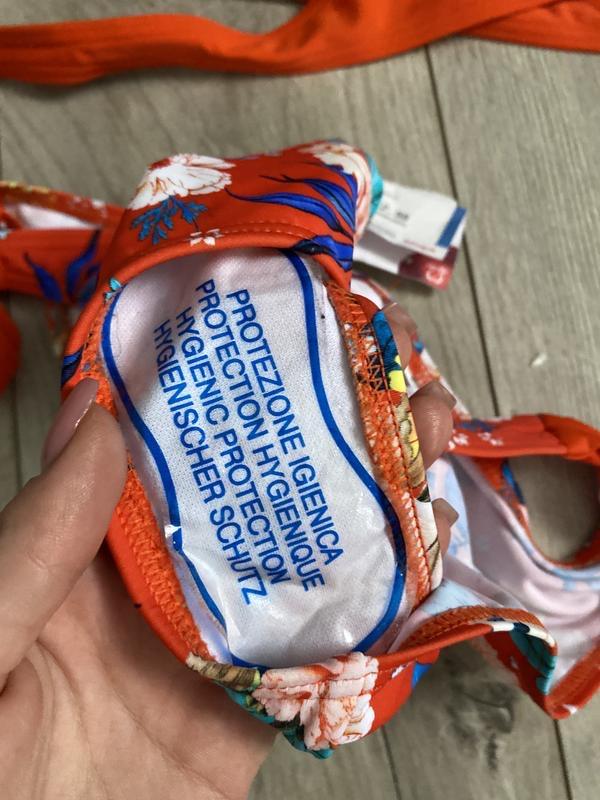 PROTEZIONE IGIENICA
PROTECTION HYGIENIQUE
HYGIENIC PROTECTION
HYGIENISCHER SCHUTZ